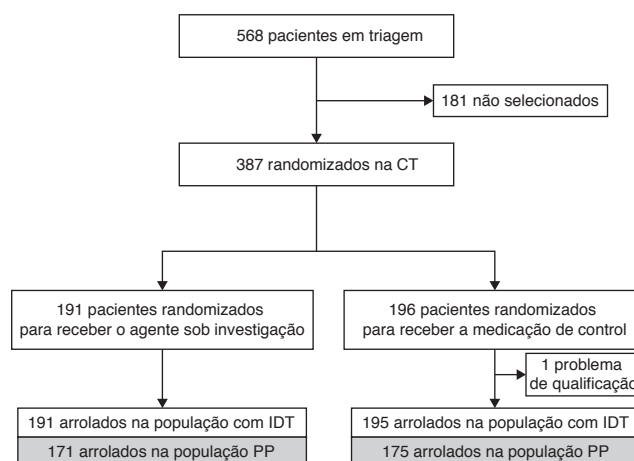 568 pacientes em triagem
181 não selecionados
387 randomizados na CT
191 pacientes randomizados
para receber o agente sob investigação
196 pacientes randomizados
para receber a medicação de control
1 problema
de qualificação
191 arrolados na população com IDT
171 arrolados na população PP
195 arrolados na população com IDT
175 arrolados na população PP